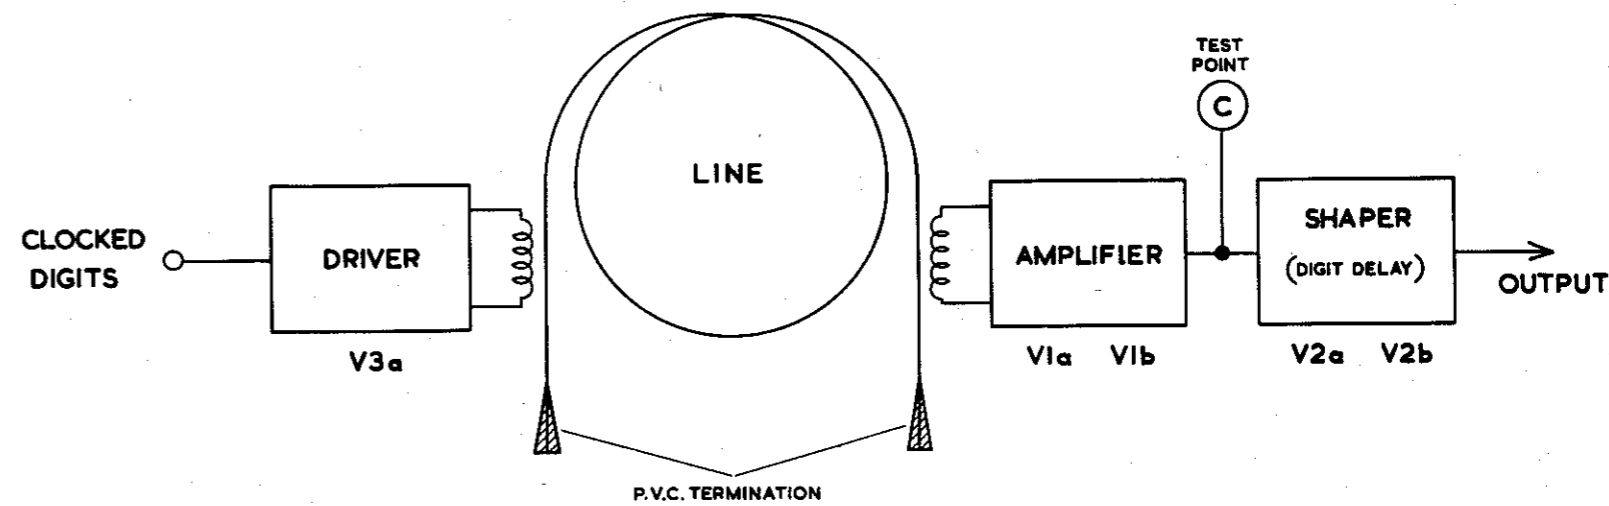 TEST
POINT
C
LINE
CLOCKED
DIGITS
DRIVER
AMPLIFIER
SHAPER
(DIGIT DELAY)
OUTPUT
V3a
V1a V1b
V2a V2b
P.V.C. TERMINATION